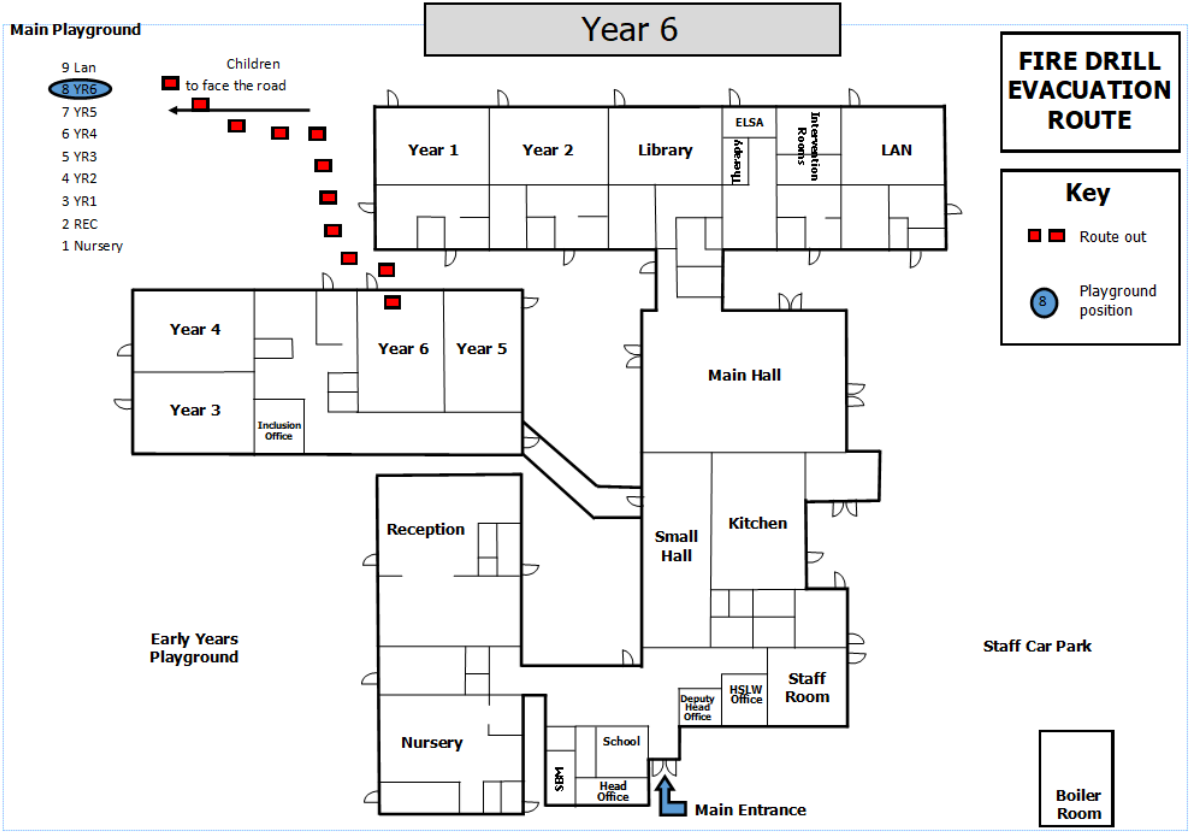 Year 6
Main Playground
9 Lan
8 YR6
7 YR5
6 YR4
5 YR3
4 YR2
3 YR1
2 REC
1 Nursery
Children
to face the road
FIRE DRILL
EVACUATION
ROUTE
Key
Route out
8
Playground
position
Year 1
Year 2
Library
ELSA
Therapy
Intervention
Rooms
LAN
Year 4
Year 3
Inclusion
Office
Year 6
Year 5
Main Hall
Reception
Small
Hall
Kitchen
Early Years
Playground
Staff Car Park
Nursery
Deputy
Head
Office
HSLW
Office
Staff
Room
School
SBM
Head
Office
Main Entrance
Boiler
Room